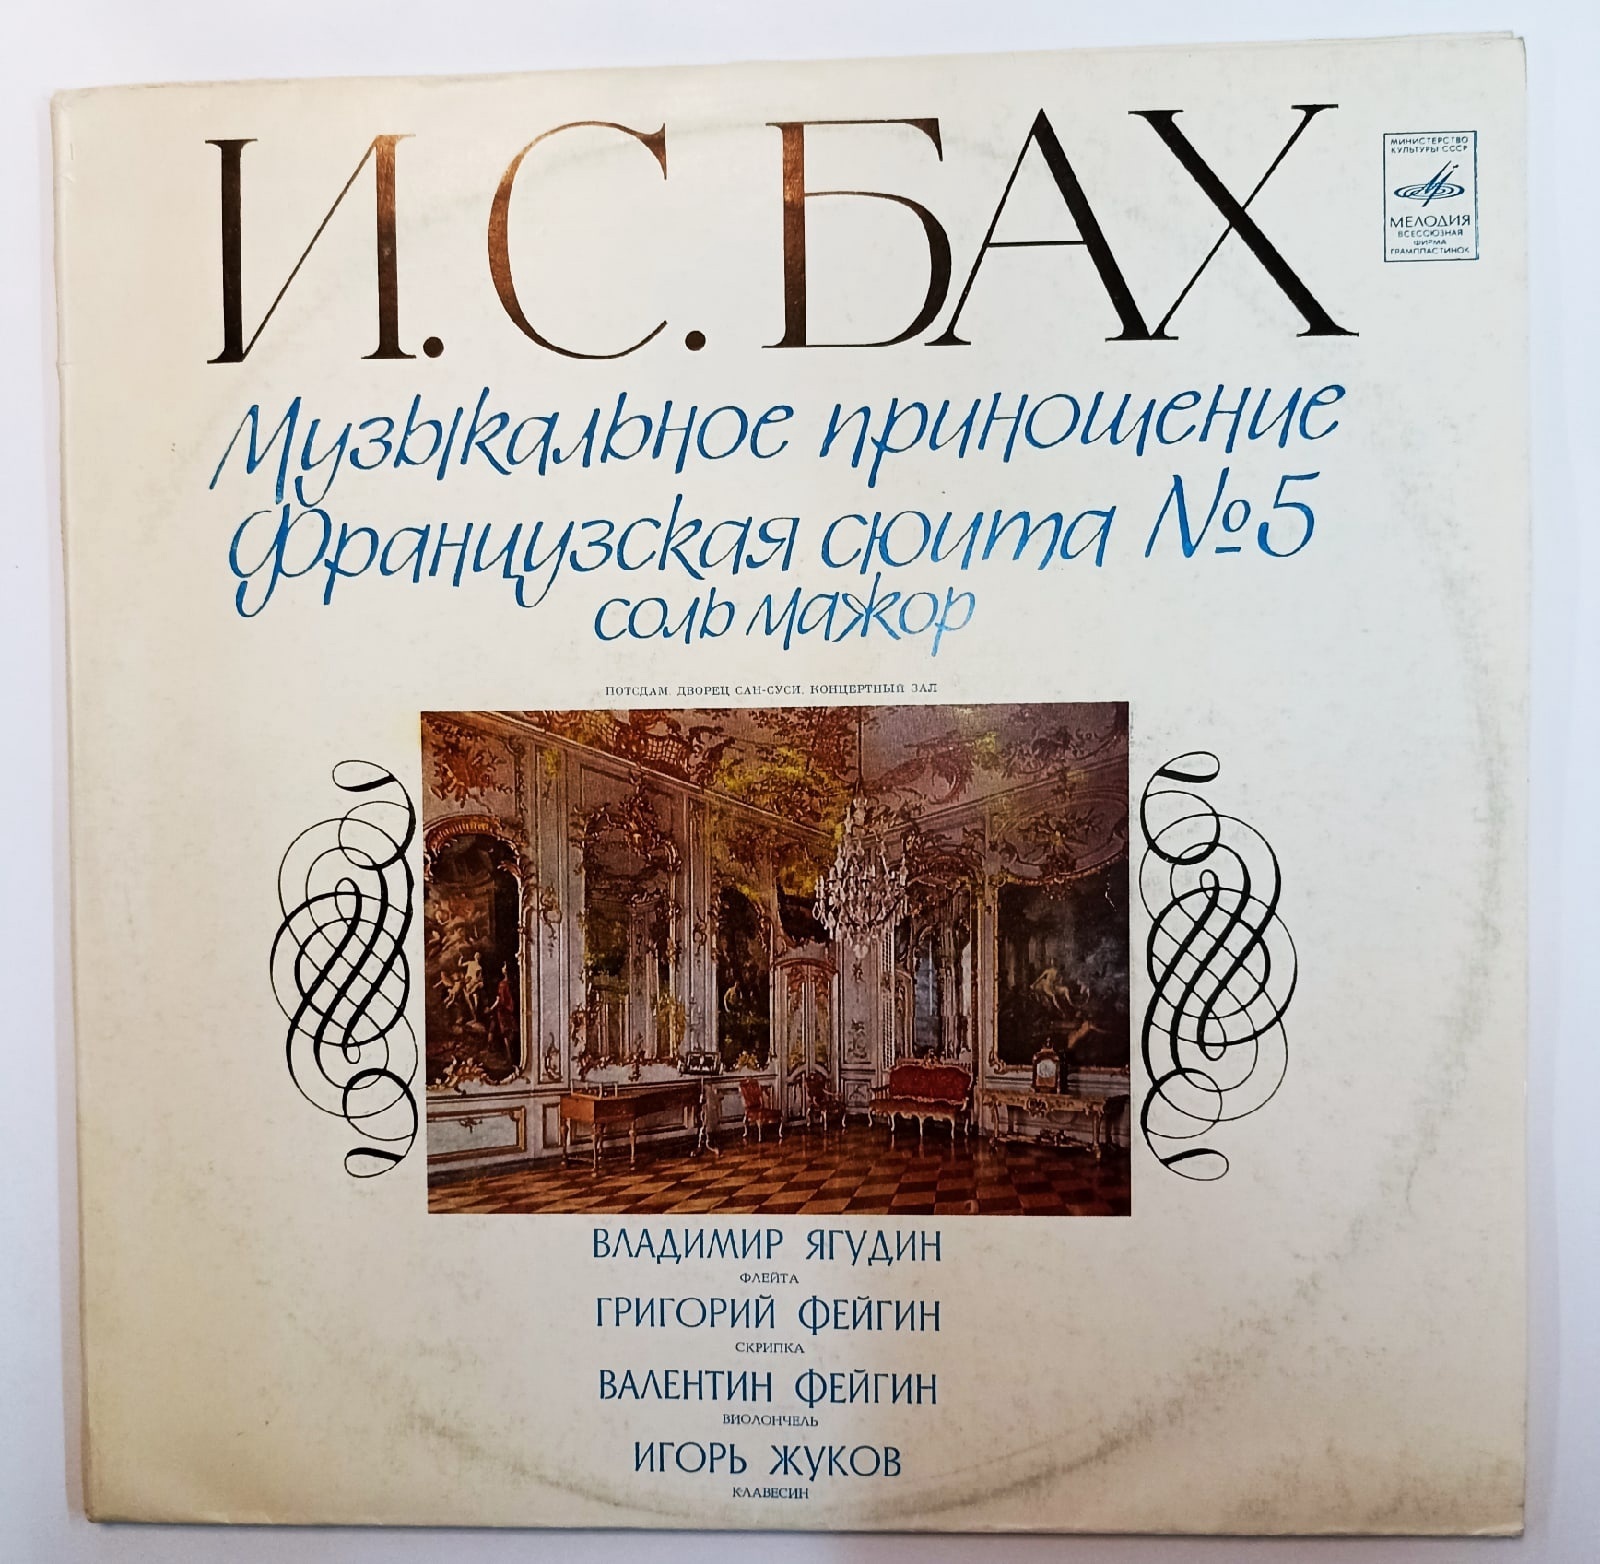 И. С. БАХ
МИНИСТЕРСТВО
КУЛЬТУРЫ СССР
МЕЛОДИЯ
ВСЕСОЮЗНАЯ
ФИРМА
ГРАМПЛАСТИНОК
Музыкальное приношение
Французская сюита №5
соль мажор
ПОТСДАМ. ДВОРЕЦ САН-СУСИ. КОНЦЕРТНЫЙ ЗАЛ
ВЛАДИМИР ЯГУДИН
ФЛЕЙТА
ГРИГОРИЙ ФЕЙГИН
СКРИПКА
ВАЛЕНТИН ФЕЙГИН
ВИОЛОНЧЕЛЬ
ИГОРЬ ЖУКОВ
КЛАВЕСИН